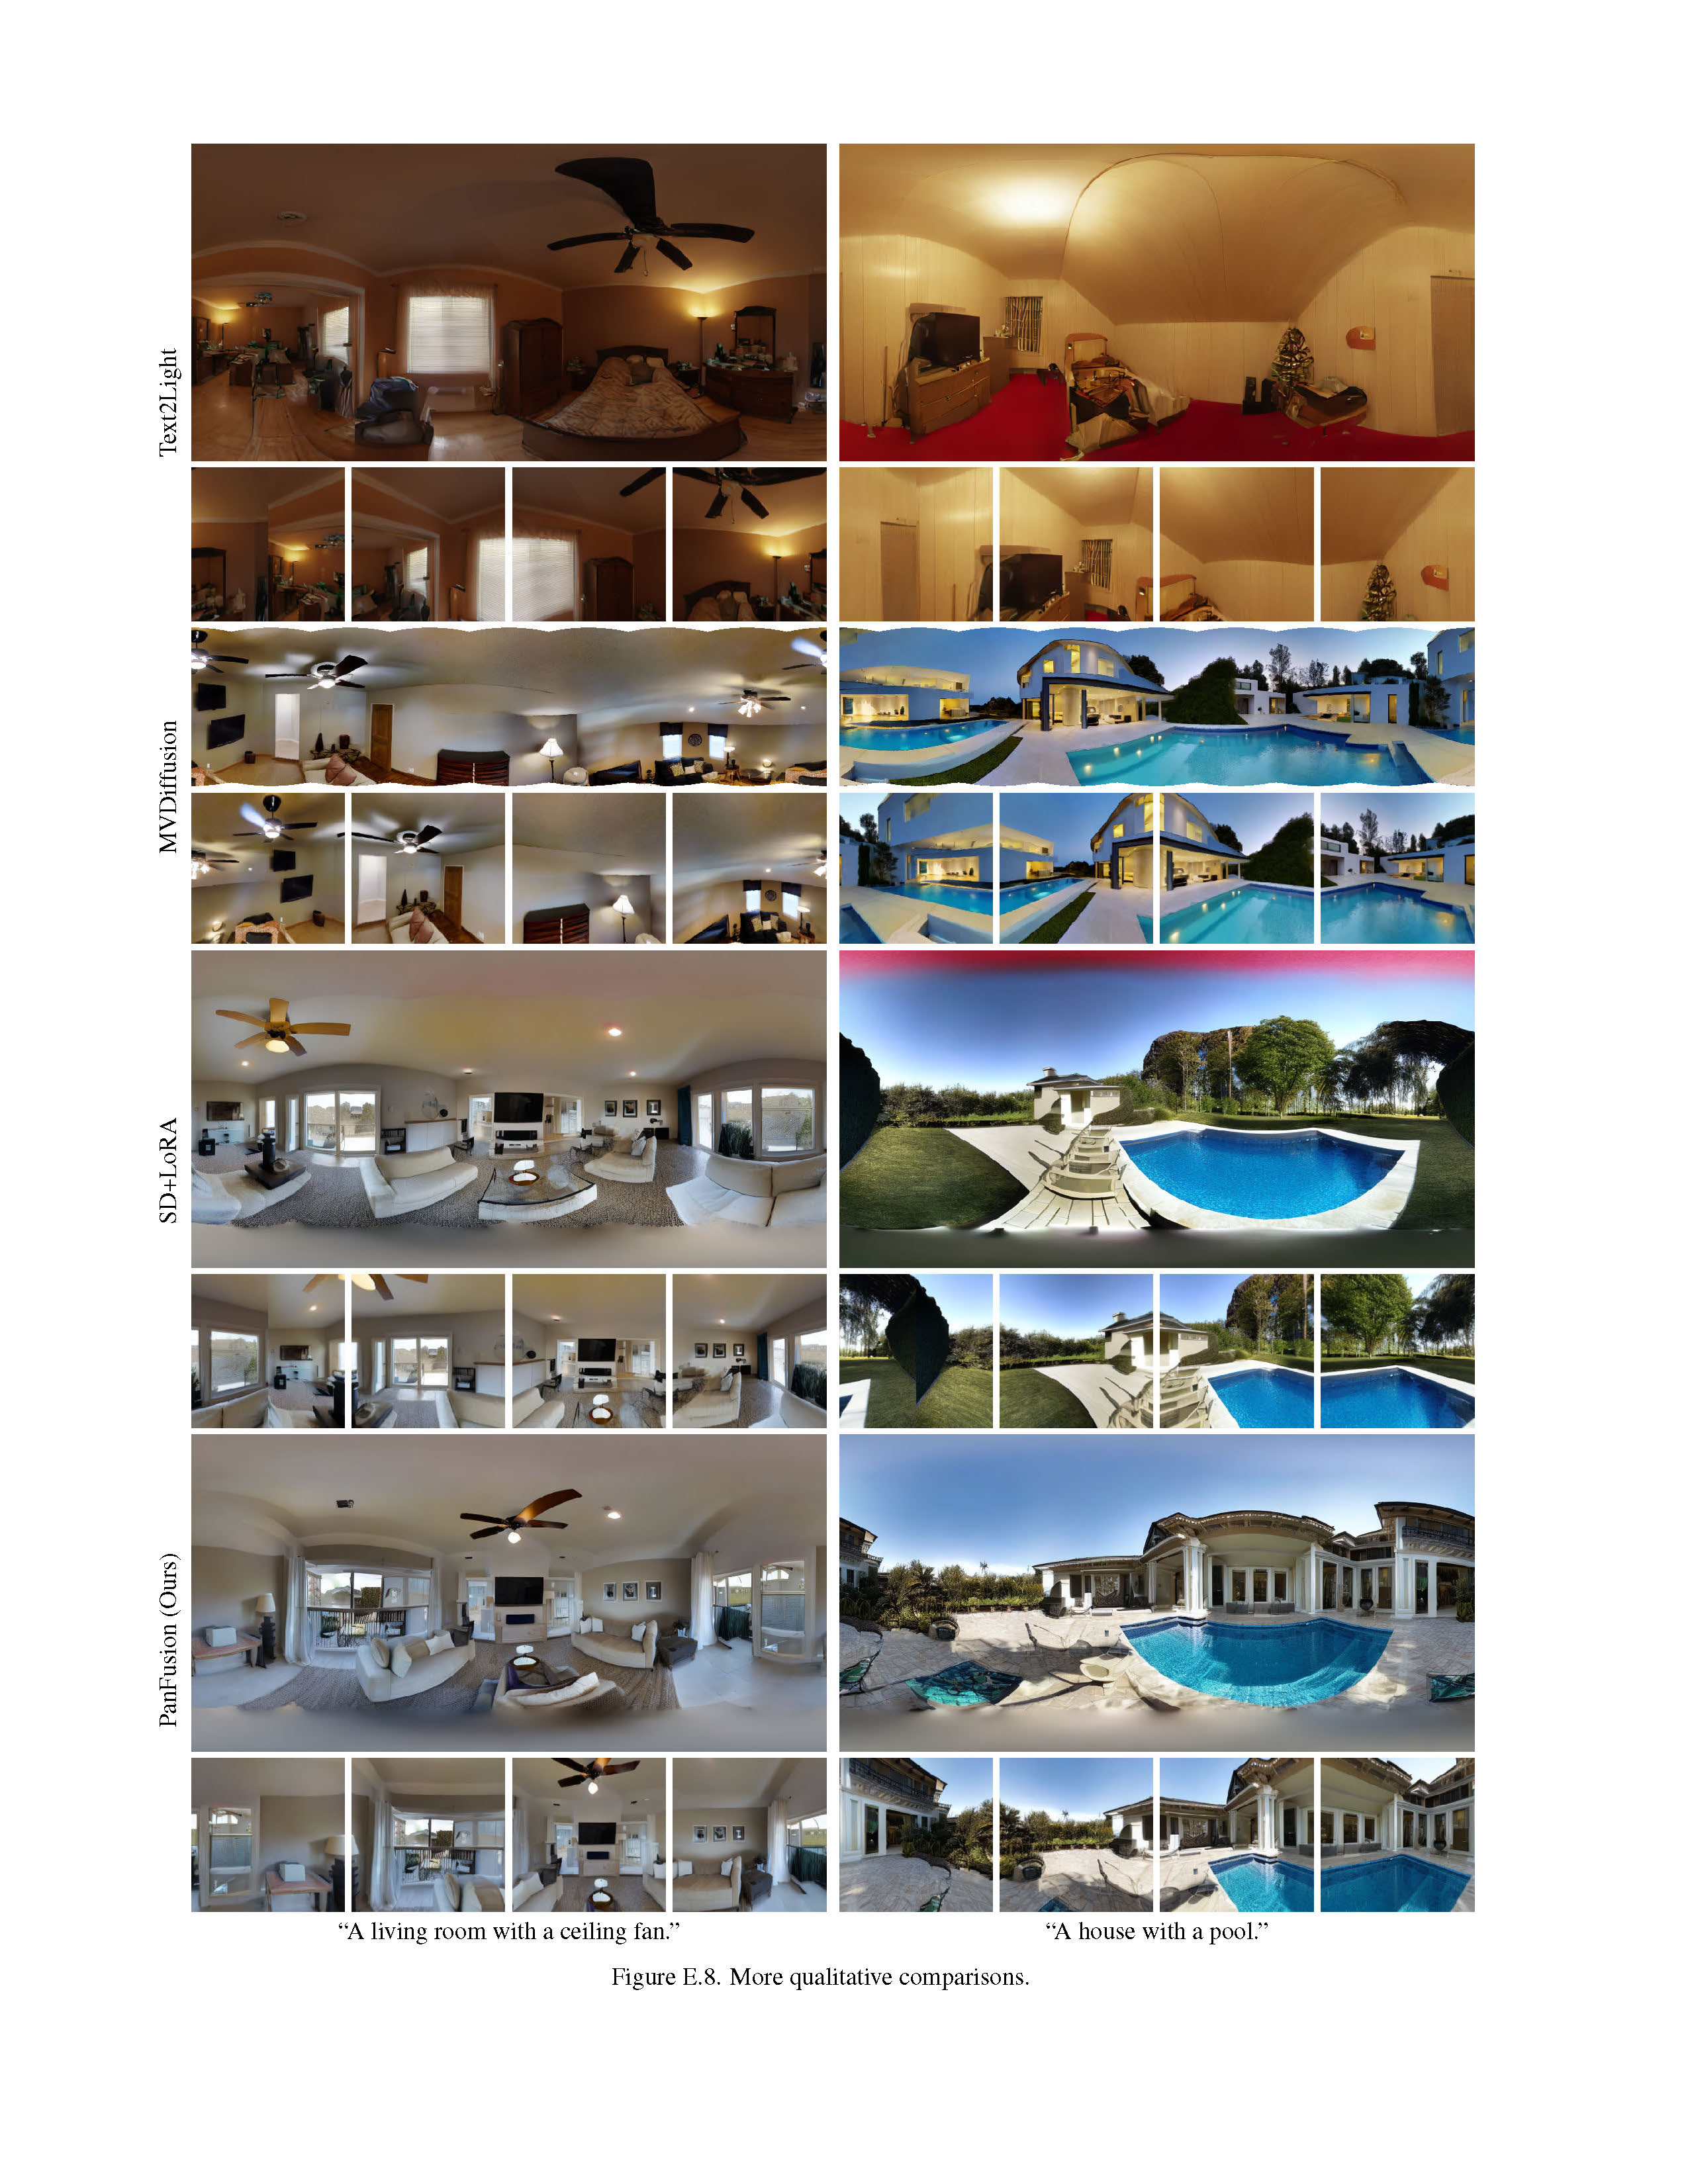 Text2Light
MVDiffusion
SD+LoRA
PanFusion (Ours)
“A living room with a ceiling fan.”
“A house with a pool.”
Figure E.8. More qualitative comparisons.